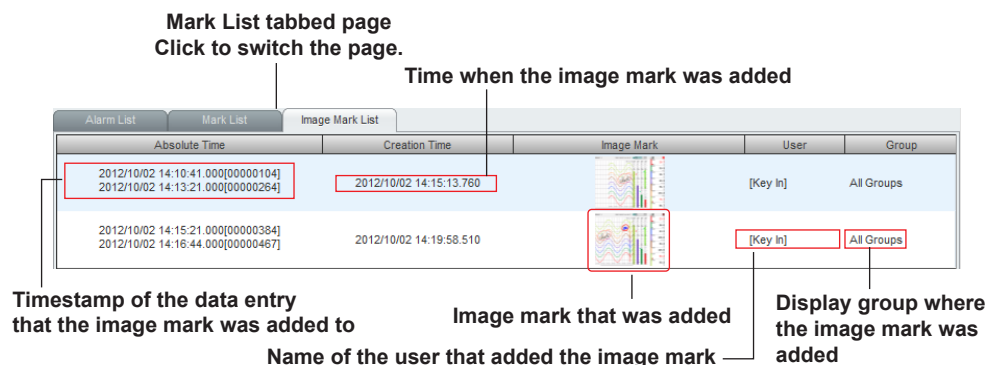 Mark List tabbed page
Click to switch the page.
Time when the image mark was added
Alarm List Mark List Image Mark List
Absolute Time Creation Time Image Mark User Group
2012/10/02 14:10:41.000[00000104]
2012/10/02 14:13:21.000[00000264]
2012/10/02 14:15:13.760 [Key In] All Groups
2012/10/02 14:15:21.000[00000384]
2012/10/02 14:16:44.000[00000467]
2012/10/02 14:19:58.510 [Key In] All Groups
Timestamp of the data entry
that the image mark was added to
Image mark that was added
Display group where
the image mark was
added
Name of the user that added the image mark